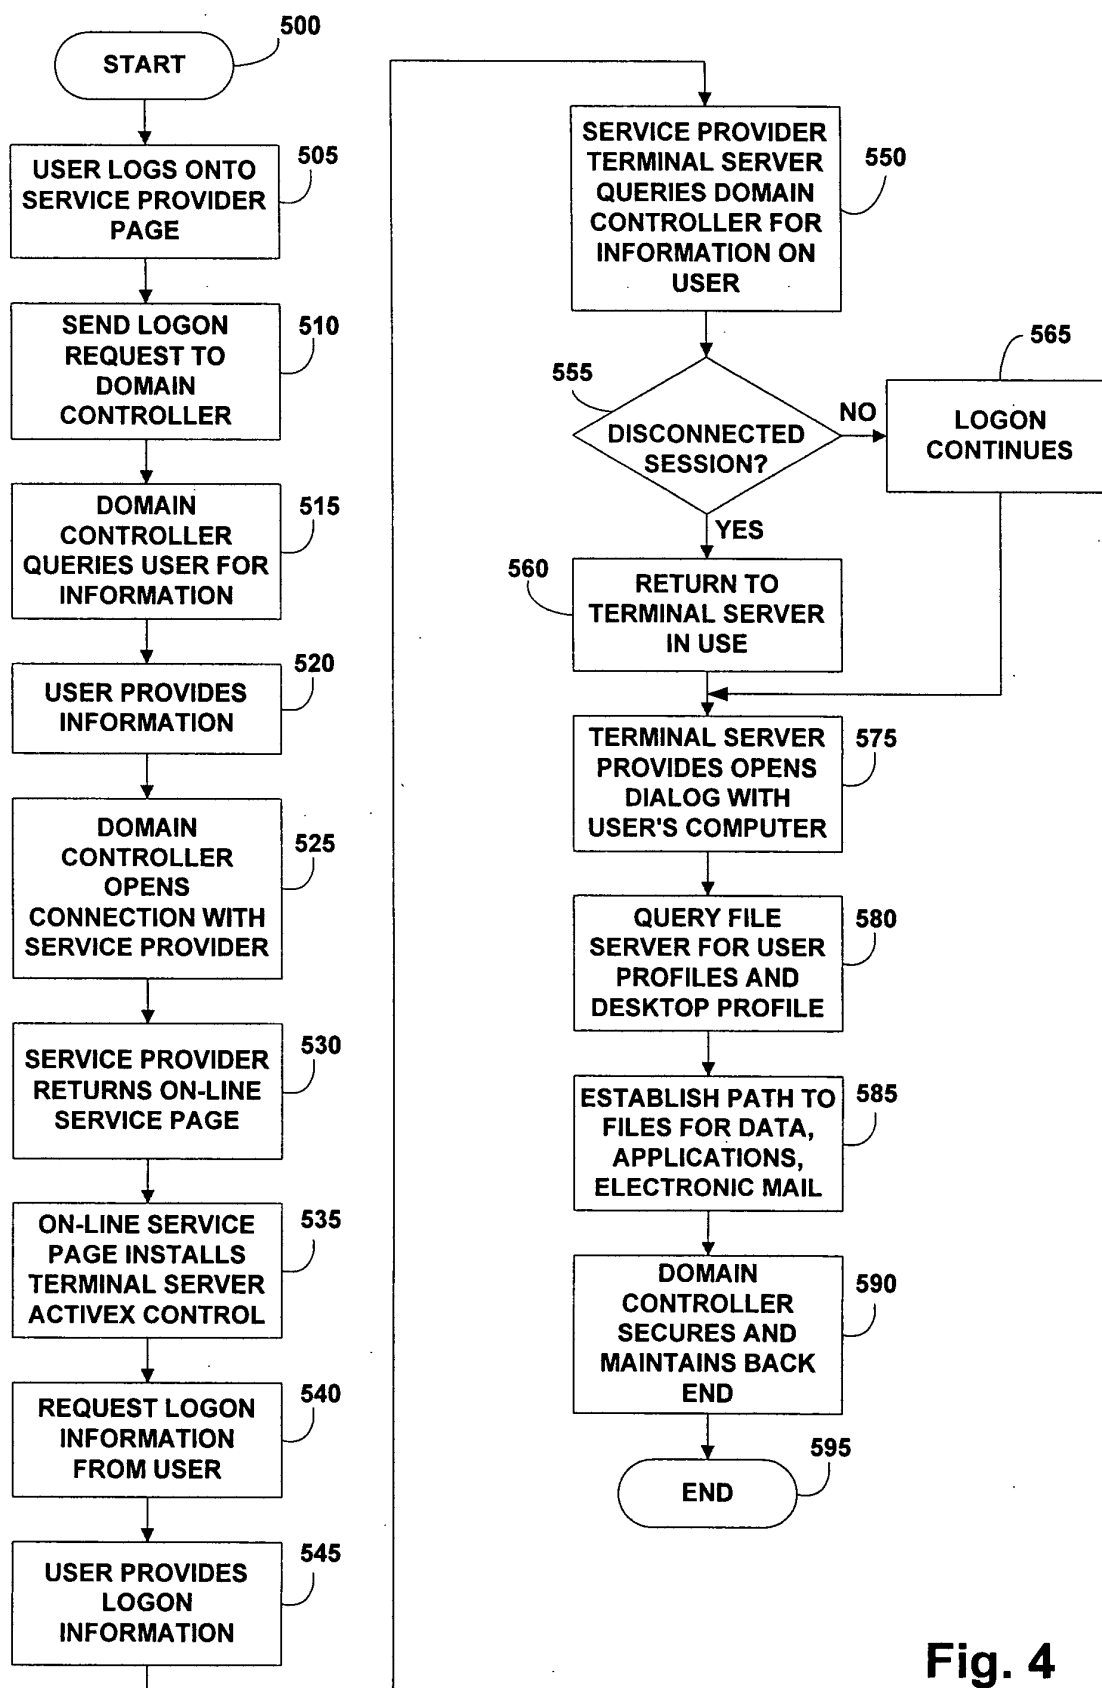 500
START
505
USER LOGS ONTO
SERVICE PROVIDER
PAGE
510
SEND LOGON
REQUEST TO
DOMAIN
CONTROLLER
515
DOMAIN
CONTROLLER
QUERIES USER FOR
INFORMATION
520
USER PROVIDES
INFORMATION
525
DOMAIN
CONTROLLER
OPENS
CONNECTION WITH
SERVICE PROVIDER
530
SERVICE PROVIDER
RETURNS ON-LINE
SERVICE PAGE
535
ON-LINE SERVICE
PAGE INSTALLS
TERMINAL SERVER
ACTIVEX CONTROL
540
REQUEST LOGON
INFORMATION
FROM USER
545
USER PROVIDES
LOGON
INFORMATION
550
SERVICE PROVIDER
TERMINAL SERVER
QUERIES DOMAIN
CONTROLLER FOR
INFORMATION ON
USER
555
DISCONNECTED
SESSION?
NO
565
LOGON
CONTINUES
YES
560
RETURN TO
TERMINAL SERVER
IN USE
575
TERMINAL SERVER
PROVIDES OPENS
DIALOG WITH
USER'S COMPUTER
580
QUERY FILE
SERVER FOR USER
PROFILES AND
DESKTOP PROFILE
585
ESTABLISH PATH TO
FILES FOR DATA,
APPLICATIONS,
ELECTRONIC MAIL
590
DOMAIN
CONTROLLER
SECURES AND
MAINTAINS BACK
END
595
END
Fig. 4